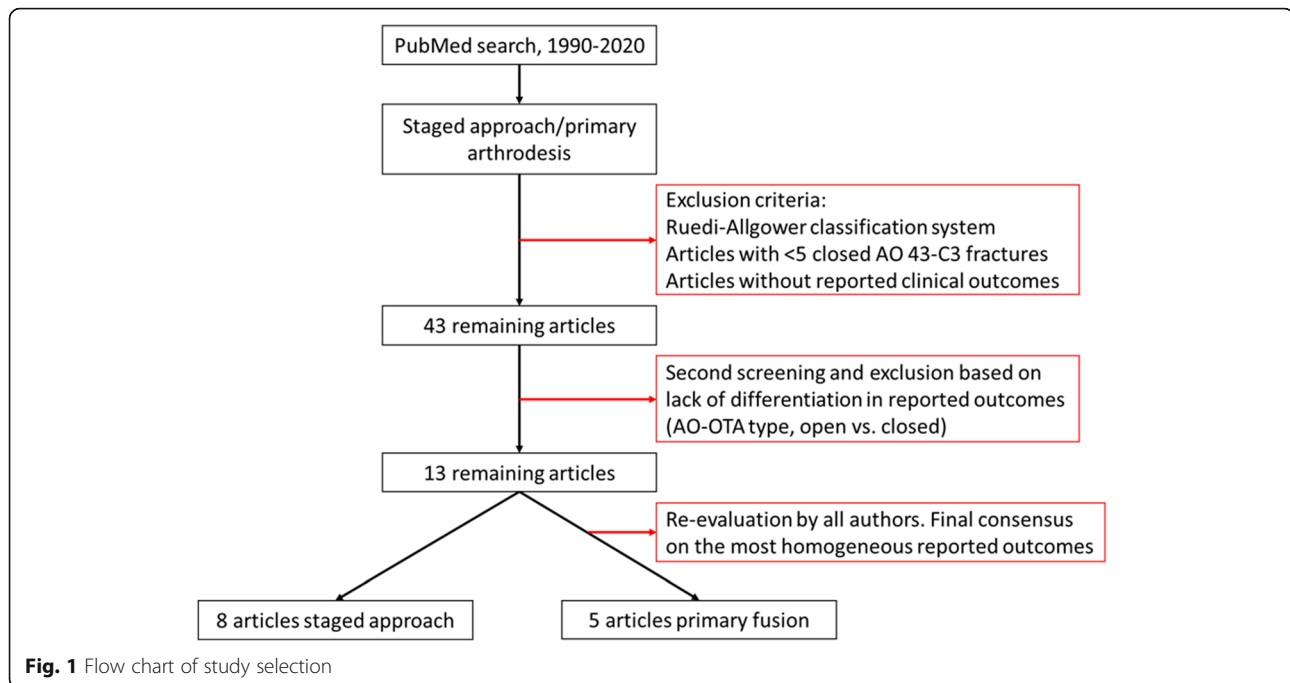 PubMed search, 1990-2020
Staged approach/primary
arthrodesis
Exclusion criteria:
Ruedi-Allgower classification system
Articles with <5 closed AO 43-C3 fractures
Articles without reported clinical outcomes
43 remaining articles
Second screening and exclusion based on
lack of differentiation in reported outcomes
(AO-OTA type, open vs. closed)
13 remaining articles
Re-evaluation by all authors. Final consensus
on the most homogeneous reported outcomes
8 articles staged approach
5 articles primary fusion
Fig. 1 Flow chart of study selection